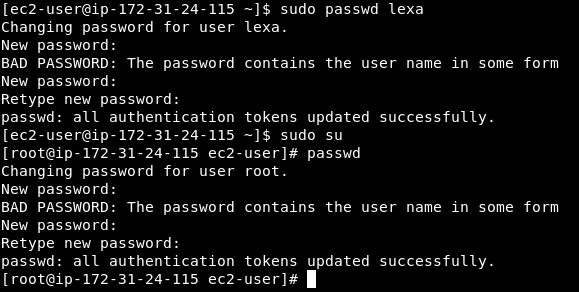 [ec2-user@ip-172-31-24-115 ~]$ sudo passwd lexa
Changing password for user lexa.
New password:
BAD PASSWORD: The password contains the user name in some form
New password:
Retype new password:
passwd: all authentication tokens updated successfully.
[ec2-user@ip-172-31-24-115 ~]$ sudo su
[root@ip-172-31-24-115 ec2-user]# passwd
Changing password for user root.
New password:
BAD PASSWORD: The password contains the user name in some form
New password:
Retype new password:
passwd: all authentication tokens updated successfully.
[root@ip-172-31-24-115 ec2-user]#